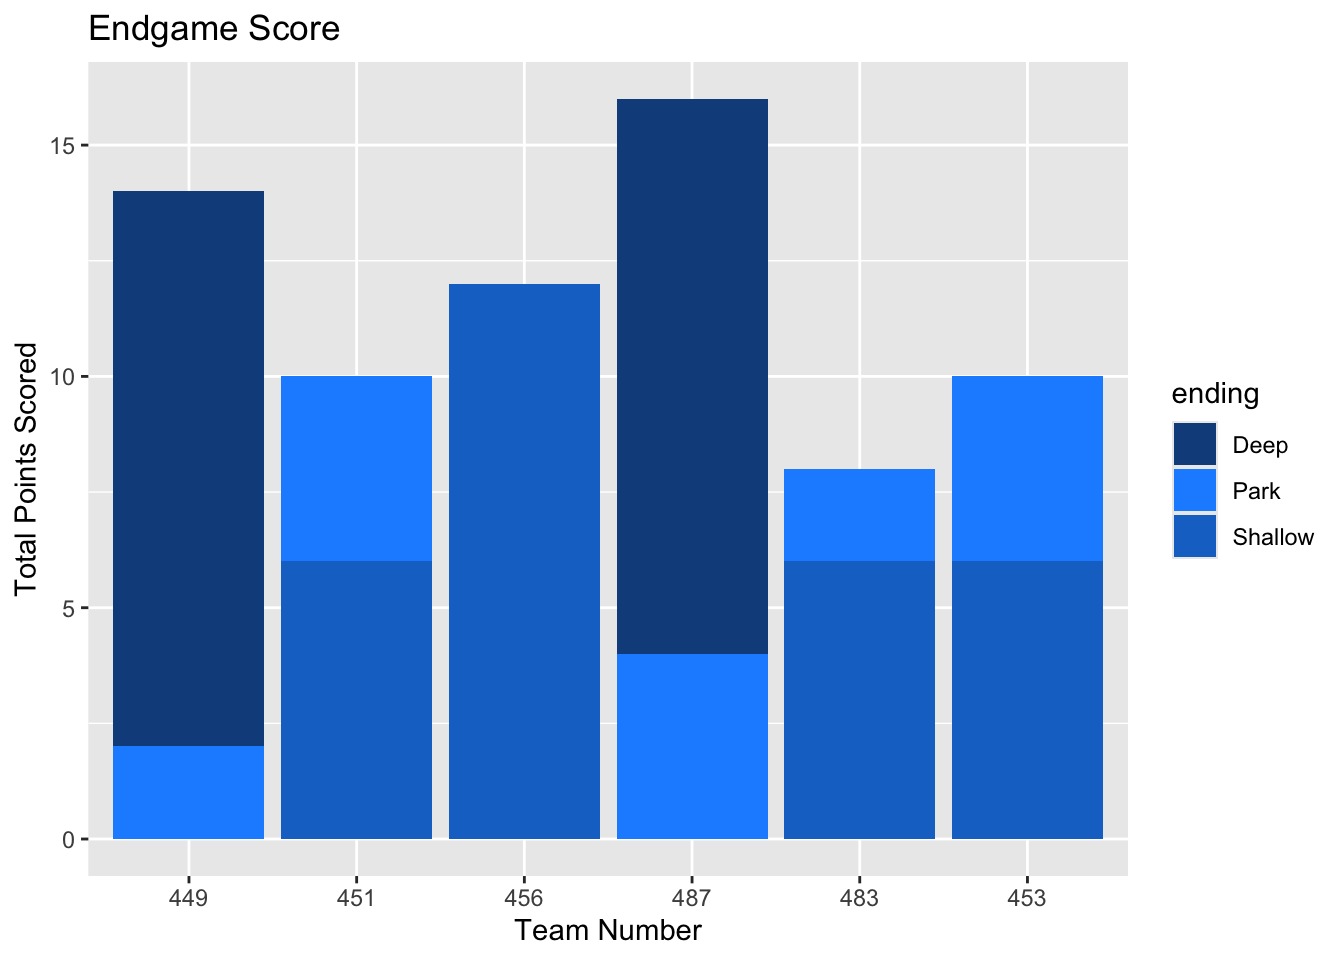 Endgame Score
Total Points Scored
15
10
5
0
449 451 456 487 483 453
Team Number
ending
Deep
Park
Shallow